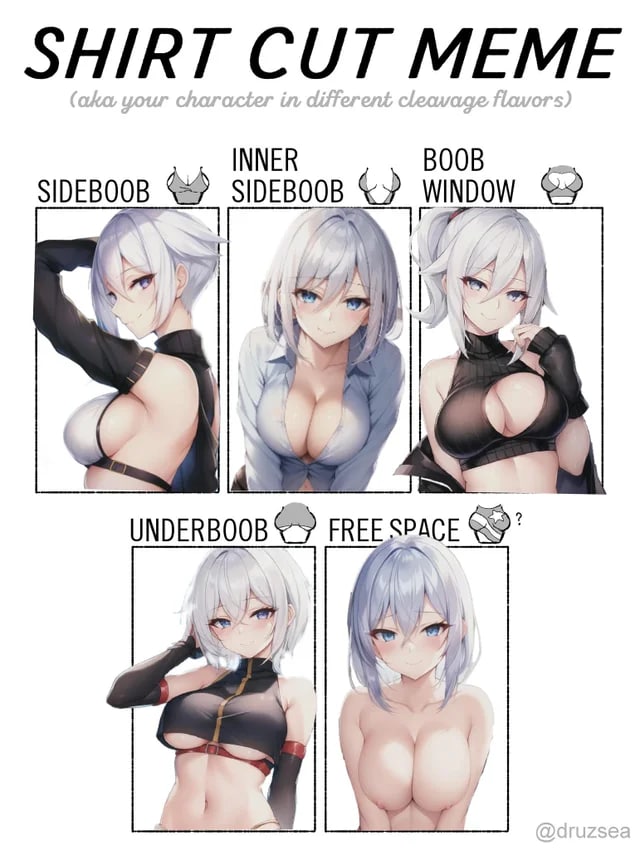 SHIRT CUT MEME
(aka your character in different cleavage flavors)
SIDEBOOB
INNER
SIDEBOOB
BOOB
WINDOW
UNDERBOOB
FREE SPACE ?
@druzsea